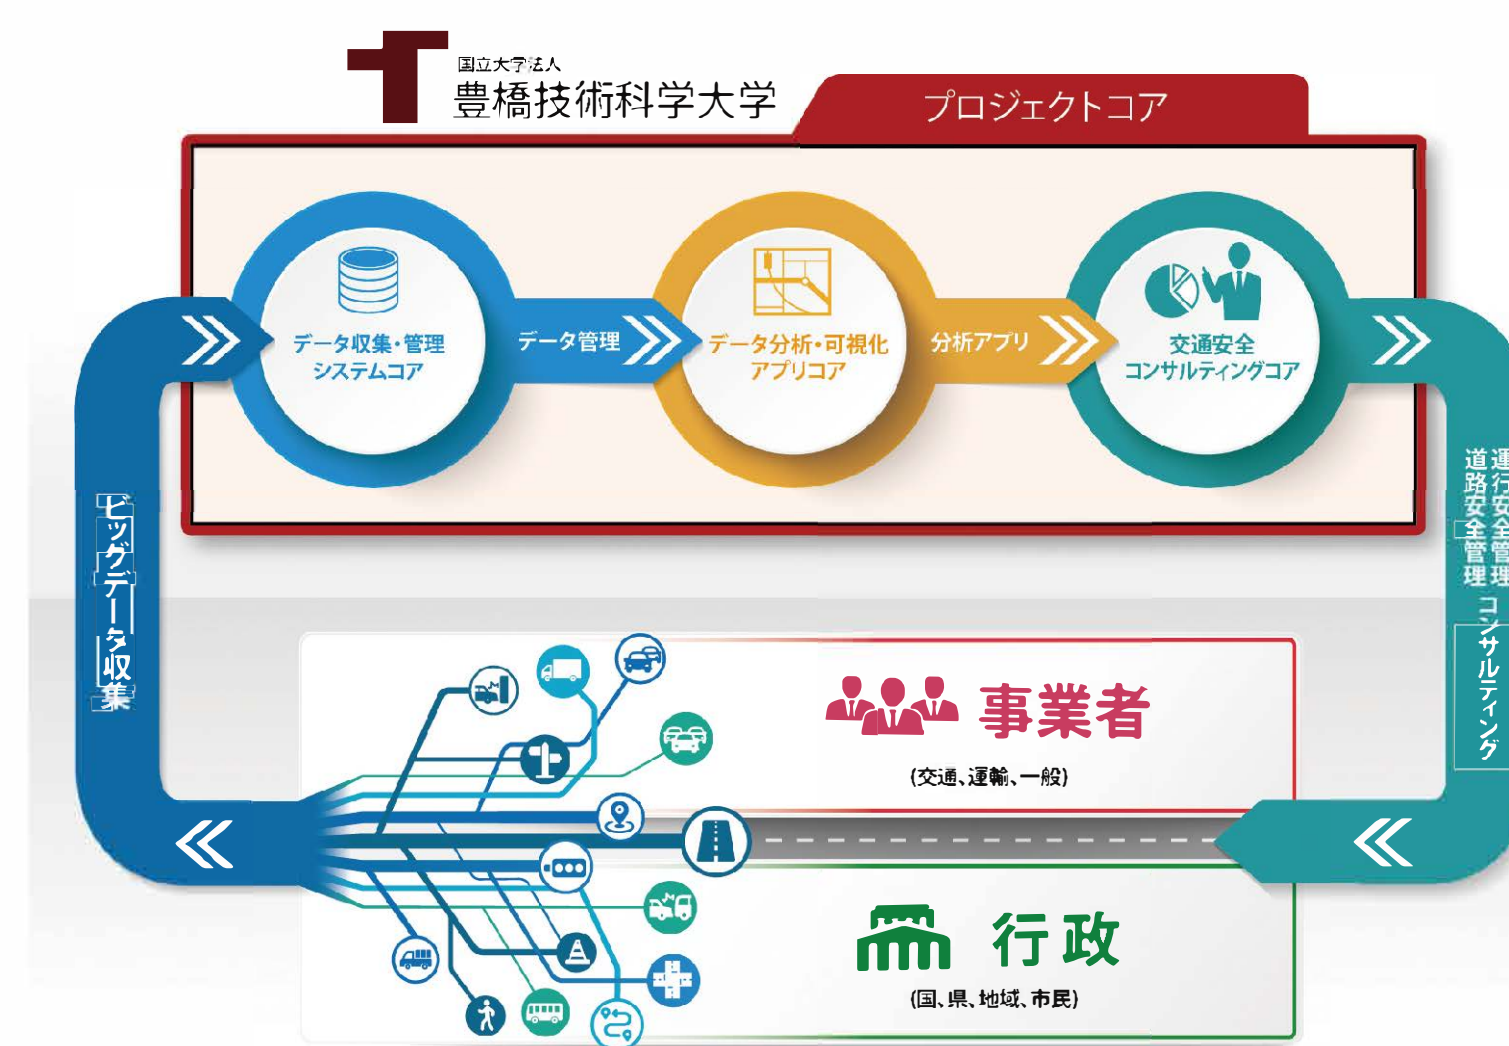 国立大学法人
豊橋技術科学大学
プロジェクトコア
データ収集・管理
システムコア
データ管理
データ分析・可視化
アプリコア
分析アプリ
交通安全
コンサルティングコア
ビッグデータ収集
運行安全管理
道路安全管理
コンサルティング
事業者
(交通、運輸、一般)
行政
(国、県、地域、市民)